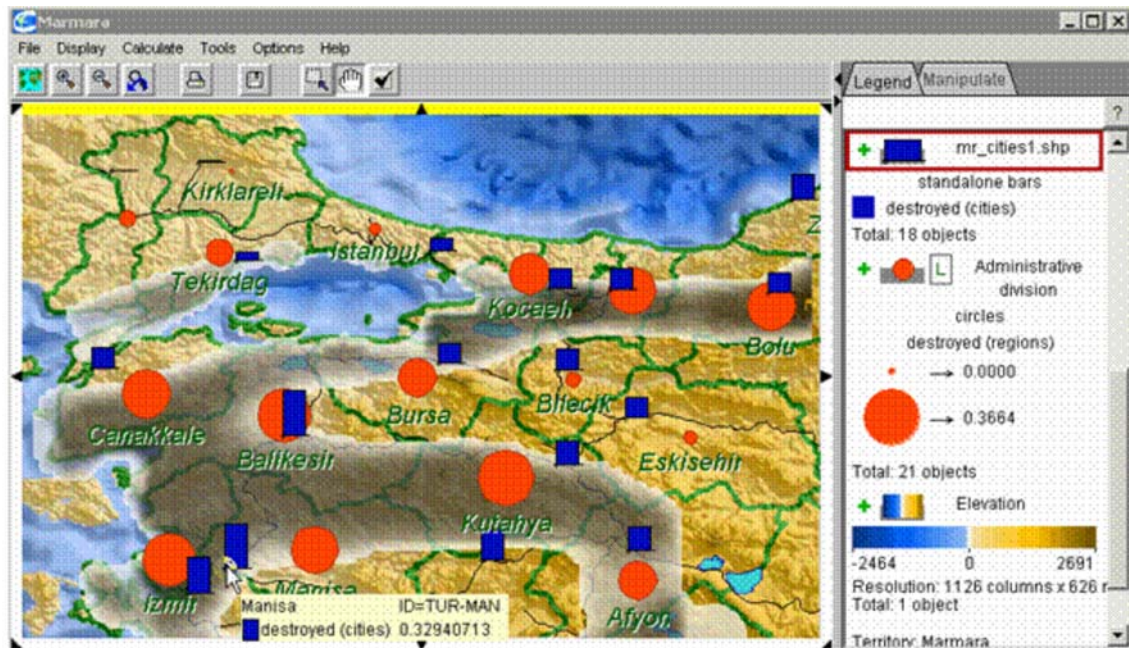 Marmara
File Display Calculate Tools Options Help
Legend Manipulate
?
mr_cities1.shp
standalone bars
destroyed (cities)
Total: 18 objects
L Administrative
division
circles
destroyed (regions)
→ 0.0000
→ 0.3664
Total: 21 objects
Elevation
-2464 0 2691
Resolution: 1126 columns x 626 r
Total: 1 object
Territory: Marmara
Kirklareli
Z
Istanbul
Tekirdag
Kocaeli
Bolu
Bilecik
Bursa
Canakkale
Balikesir
Eskisehir
Kutahya
Manisa
Izmir
Afyon
Manisa ID=TUR-MAN
destroyed (cities) 0.32940713